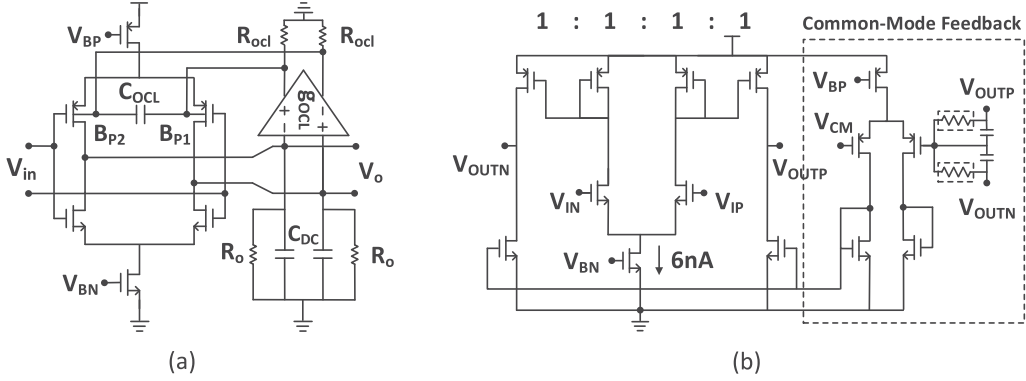 V_BP
R_ocl
R_ocl
C_OCL
g_OCL
+
−
−
+
B_P2
B_P1
V_in
V_o
R_o
C_DC
R_o
V_BN
(a)
1 : 1 : 1 : 1
Common-Mode Feedback
V_BP
V_OUTP
V_CM
V_OUTN
V_OUTP
V_IN
V_IP
V_OUTN
V_BN
6nA
(b)